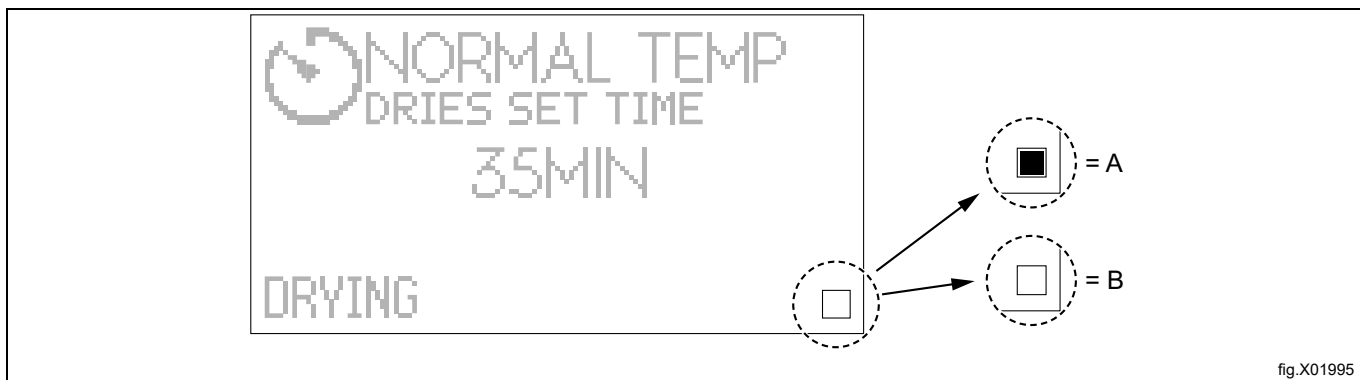 NORMAL TEMP
DRIES SET TIME
35MIN
DRYING
= A
= B
fig.X01995